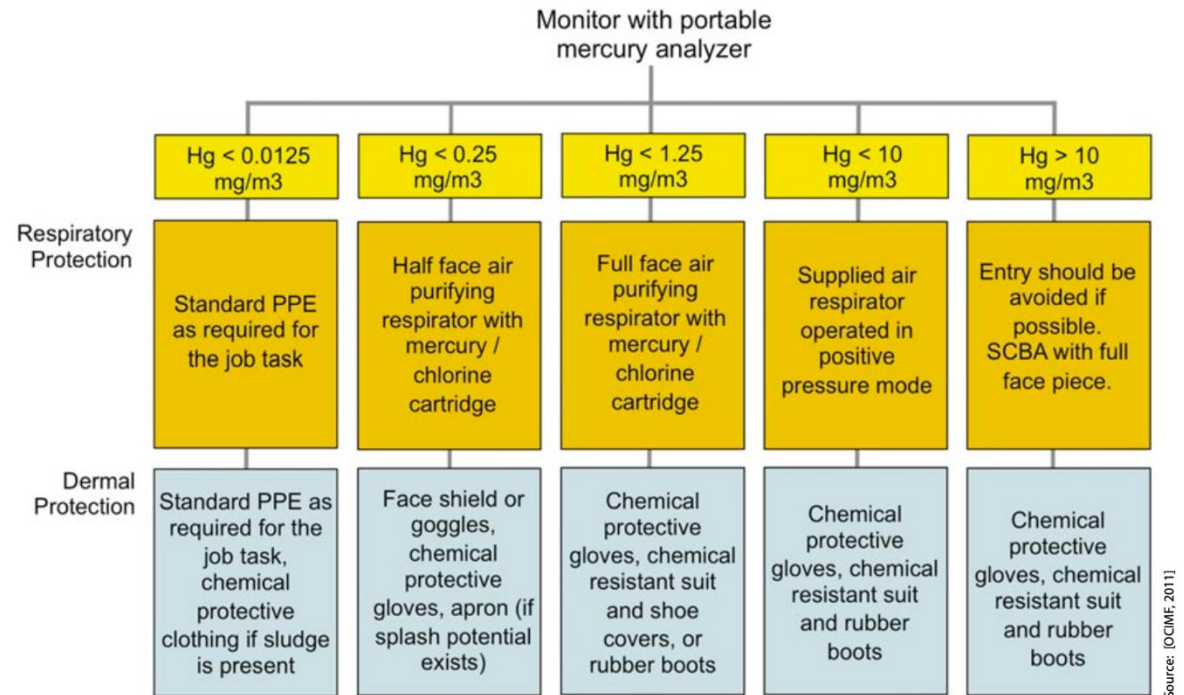 Monitor with portable
mercury analyzer
Hg < 0.0125
mg/m3
Hg < 0.25
mg/m3
Hg < 1.25
mg/m3
Hg < 10
mg/m3
Hg > 10
mg/m3
Respiratory
Protection
Standard PPE
as required for
the job task
Half face air
purifying
respirator with
mercury /
chlorine
cartridge
Full face air
purifying
respirator with
mercury /
chlorine
cartridge
Supplied air
respirator
operated in
positive
pressure mode
Entry should be
avoided if
possible.
SCBA with full
face piece.
Dermal
Protection
Standard PPE as
required for the
job task,
chemical
protective
clothing if sludge
is present
Face shield or
goggles,
chemical
protective
gloves, apron (if
splash potential
exists)
Chemical
protective
gloves, chemical
resistant suit
and shoe
covers, or
rubber boots
Chemical
protective
gloves, chemical
resistant suit
and rubber
boots
Chemical
protective
gloves, chemical
resistant suit
and rubber
boots
Source: [OCIMF, 2011]